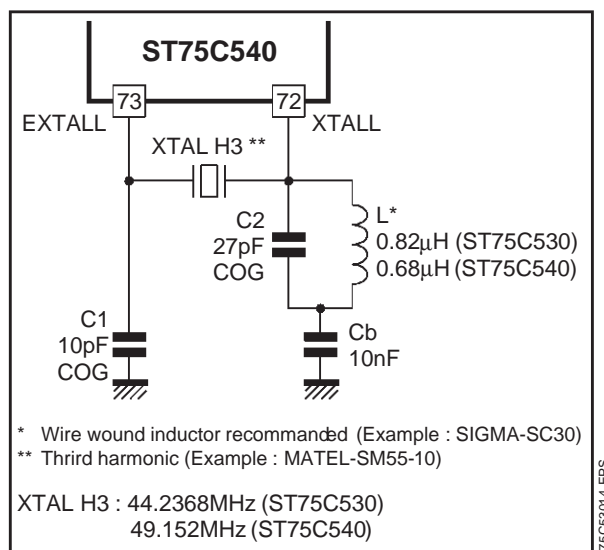 ST75C540
73
72
EXTALL
XTALL
XTAL H3 **
C2
27pF
COG
L*
0.82µH (ST75C530)
0.68µH (ST75C540)
C1
10pF
COG
Cb
10nF
* Wire wound inductor recommanded (Example : SIGMA-SC30)
** Thrird harmonic (Example : MATEL-SM55-10)
XTAL H3 : 44.2368MHz (ST75C530)
49.152MHz (ST75C540)
75C53014.EPS